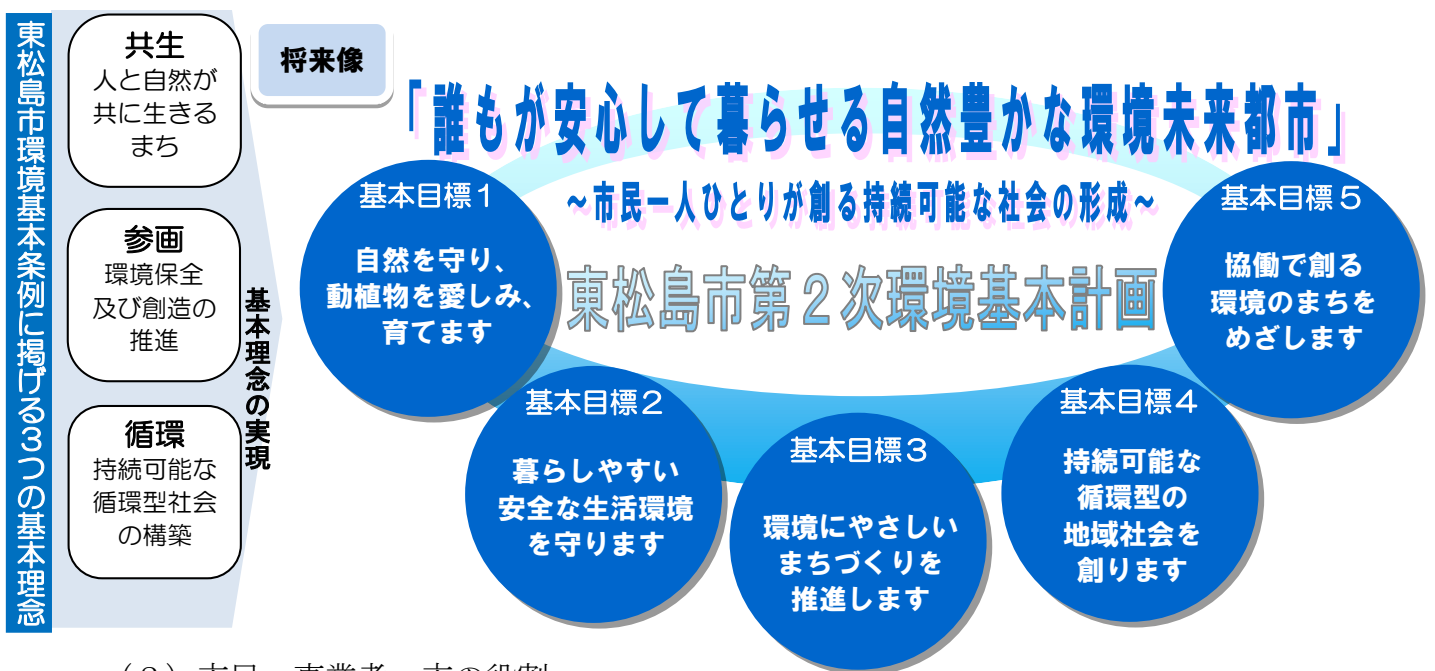 東松島市環境基本条例に掲げる3つの基本理念
共生
人と自然が
共に生きる
まち
参画
環境保全
及び創造の
推進
循環
持続可能な
循環型社会
の構築
基本理念の実現
将来像
「誰もが安心して暮らせる自然豊かな環境未来都市」
～市民一人ひとりが創る持続可能な社会の形成～
東松島市第2次環境基本計画
基本目標1
自然を守り、
動植物を愛しみ、
育てます
基本目標2
暮らしやすい
安全な生活環境
を守ります
基本目標3
環境にやさしい
まちづくりを
推進します
基本目標4
持続可能な
循環型の
地域社会を
創ります
基本目標5
協働で創る
環境のまちを
めざします